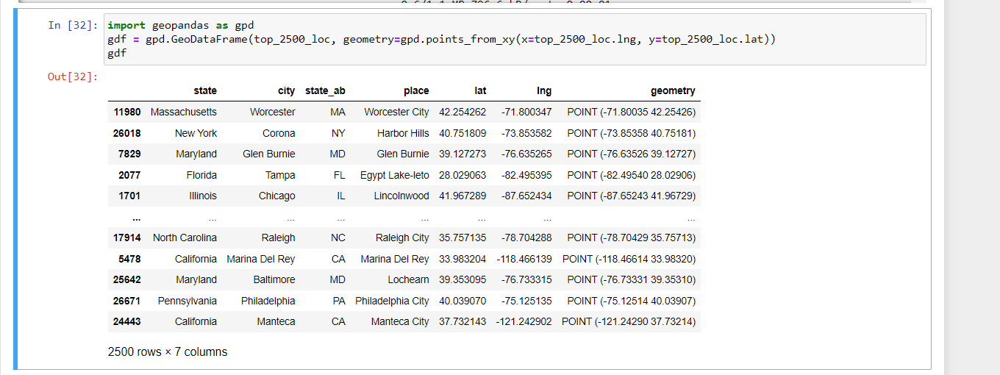 In [32]: import geopandas as gpd
gdf = gpd.GeoDataFrame(top_2500_loc, geometry=gpd.points_from_xy(x=top_2500_loc.lng, y=top_2500_loc.lat))
gdf
Out[32]:
state city state_ab place lat lng geometry
11980 Massachusetts Worcester MA Worcester City 42.254262 -71.800347 POINT (-71.80035 42.25426)
26018 New York Corona NY Harbor Hills 40.751809 -73.853582 POINT (-73.85358 40.75181)
7829 Maryland Glen Burnie MD Glen Burnie 39.127273 -76.635265 POINT (-76.63526 39.12727)
2077 Florida Tampa FL Egypt Lake-leto 28.029063 -82.495395 POINT (-82.49540 28.02906)
1701 Illinois Chicago IL Lincolnwood 41.967289 -87.652434 POINT (-87.65243 41.96729)
... ... ... ... ... ... ... ...
17914 North Carolina Raleigh NC Raleigh City 35.757135 -78.704288 POINT (-78.70429 35.75713)
5478 California Marina Del Rey CA Marina Del Rey 33.983204 -118.466139 POINT (-118.46614 33.98320)
25642 Maryland Baltimore MD Lochearn 39.353095 -76.733315 POINT (-76.73331 39.35310)
26671 Pennsylvania Philadelphia PA Philadelphia City 40.039070 -75.125135 POINT (-75.12514 40.03907)
24443 California Manteca CA Manteca City 37.732143 -121.242902 POINT (-121.24290 37.73214)
2500 rows × 7 columns